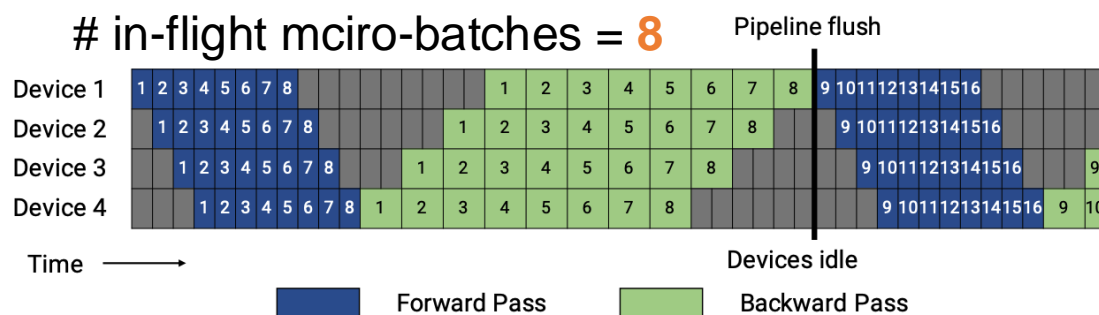 # in-flight mciro-batches = 8
Pipeline flush
Device 1 1 2 3 4 5 6 7 8 1 2 3 4 5 6 7 8 9 10 11 12 13 14 15 16
Device 2 1 2 3 4 5 6 7 8 1 2 3 4 5 6 7 8 9 10 11 12 13 14 15 16
Device 3 1 2 3 4 5 6 7 8 1 2 3 4 5 6 7 8 9 10 11 12 13 14 15 16 9
Device 4 1 2 3 4 5 6 7 8 1 2 3 4 5 6 7 8 9 10 11 12 13 14 15 16 9 10
Time
Devices idle
Forward Pass
Backward Pass